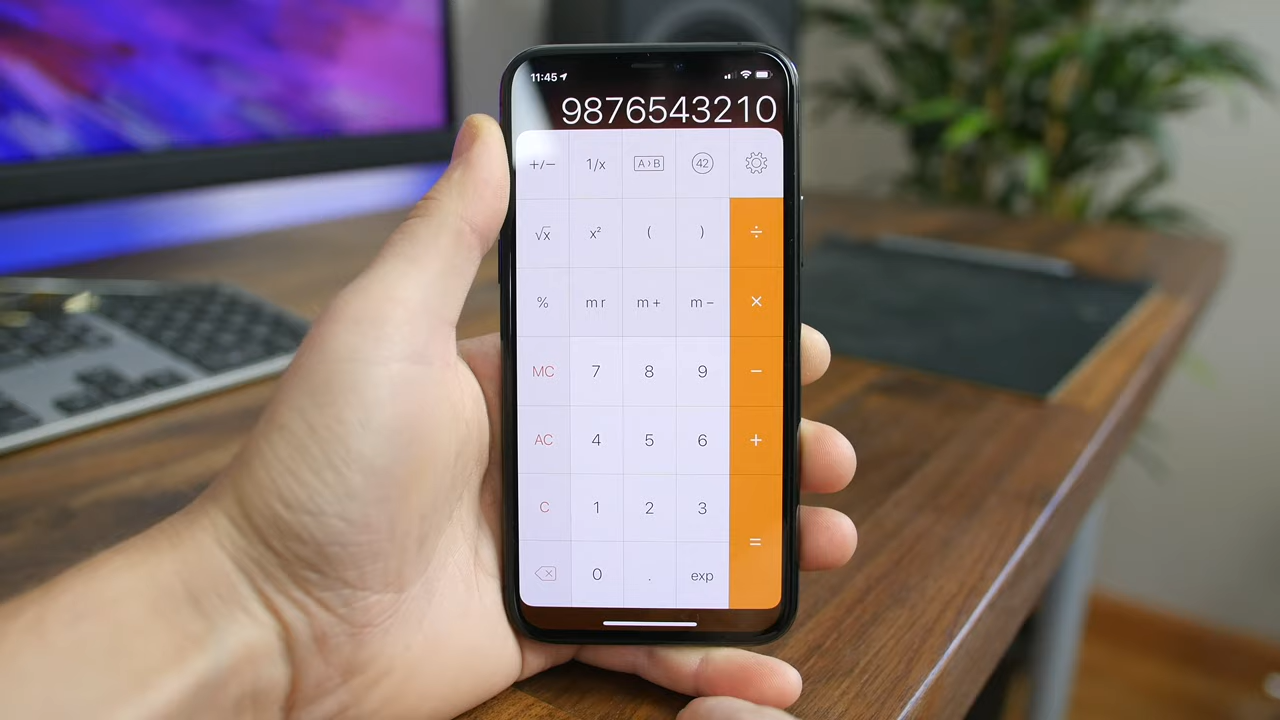 11:45
9876543210
+/− 1/x A›B 42
√x x² ( ) ÷
% mr m+ m− ×
MC 7 8 9 −
AC 4 5 6 +
C 1 2 3
=
0 . exp